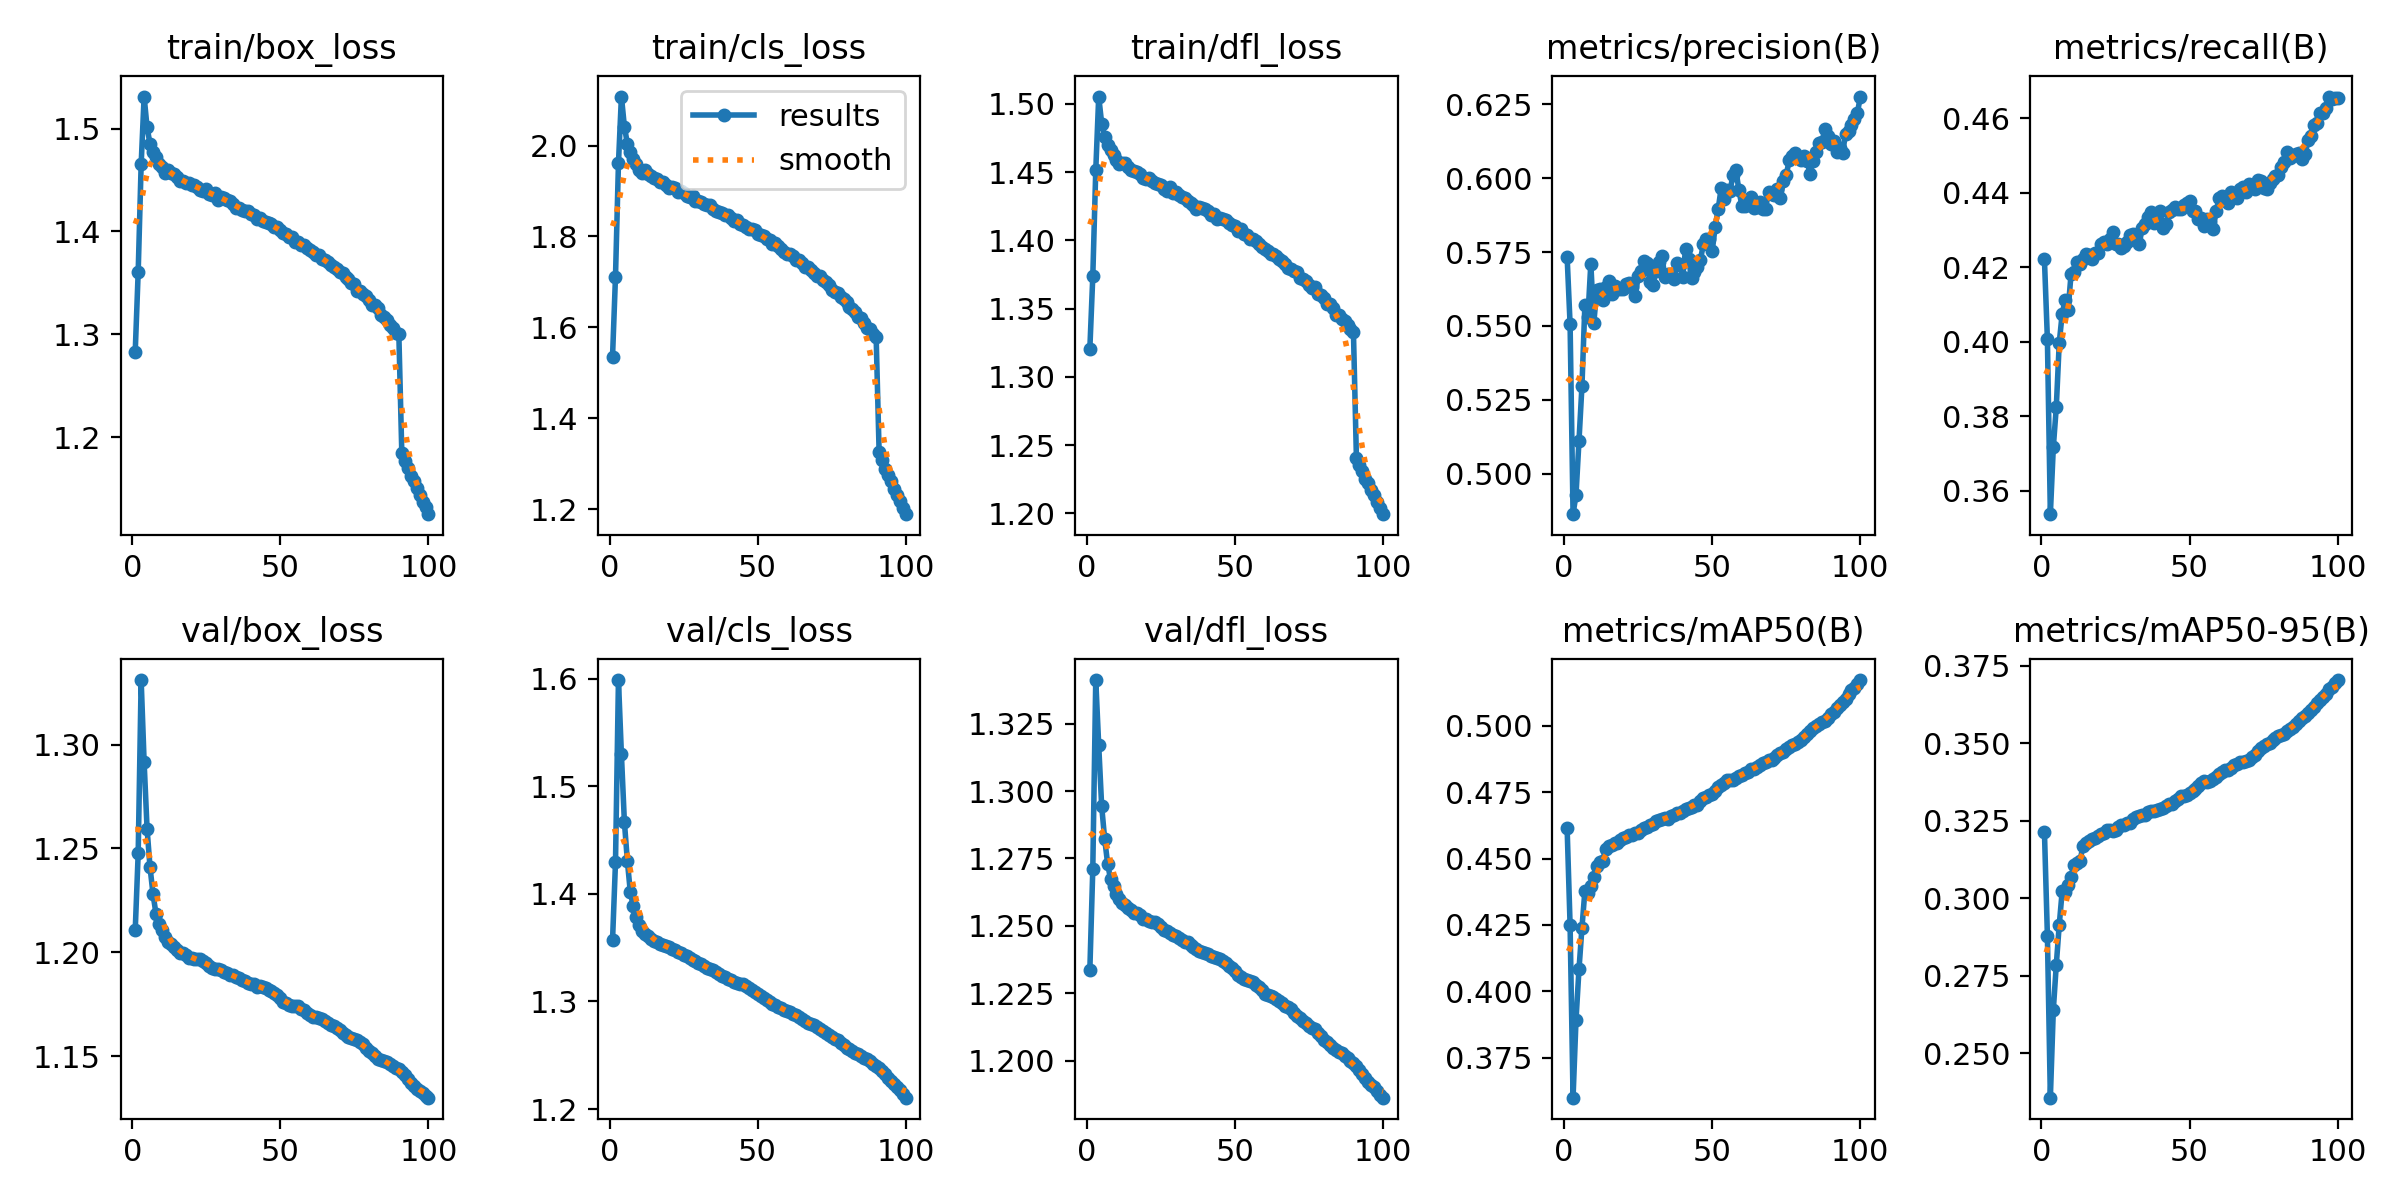 train/box_loss
train/cls_loss
train/dfl_loss
metrics/precision(B)
metrics/recall(B)
results
smooth
1.5
1.4
1.3
1.2
0 50 100
2.0
1.8
1.6
1.4
1.2
0 50 100
1.50
1.45
1.40
1.35
1.30
1.25
1.20
0 50 100
0.625
0.600
0.575
0.550
0.525
0.500
0 50 100
0.46
0.44
0.42
0.40
0.38
0.36
0 50 100
val/box_loss
val/cls_loss
val/dfl_loss
metrics/mAP50(B)
metrics/mAP50-95(B)
1.30
1.25
1.20
1.15
0 50 100
1.6
1.5
1.4
1.3
1.2
0 50 100
1.325
1.300
1.275
1.250
1.225
1.200
0 50 100
0.500
0.475
0.450
0.425
0.400
0.375
0 50 100
0.375
0.350
0.325
0.300
0.275
0.250
0 50 100